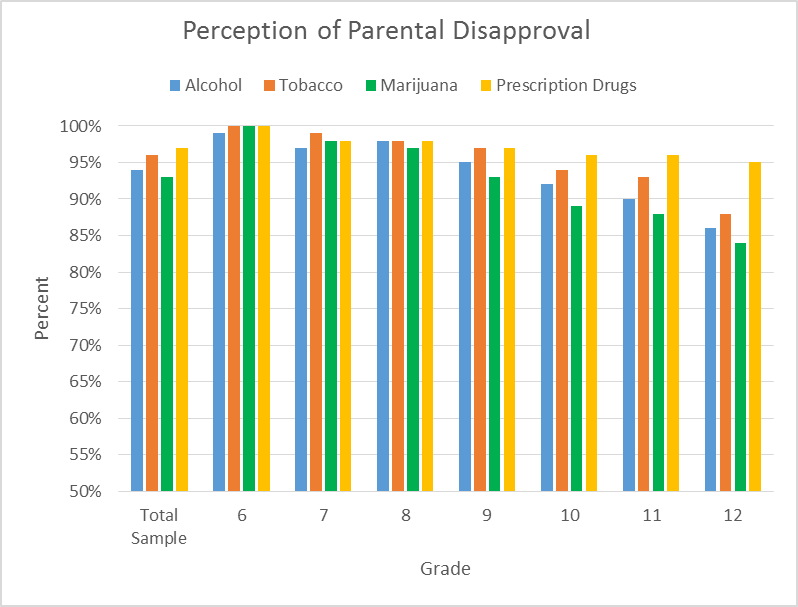 Perception of Parental Disapproval
Alcohol Tobacco Marijuana Prescription Drugs
100%
95%
90%
85%
80%
75%
70%
65%
60%
55%
50%
Percent
Total Sample 6 7 8 9 10 11 12
Grade